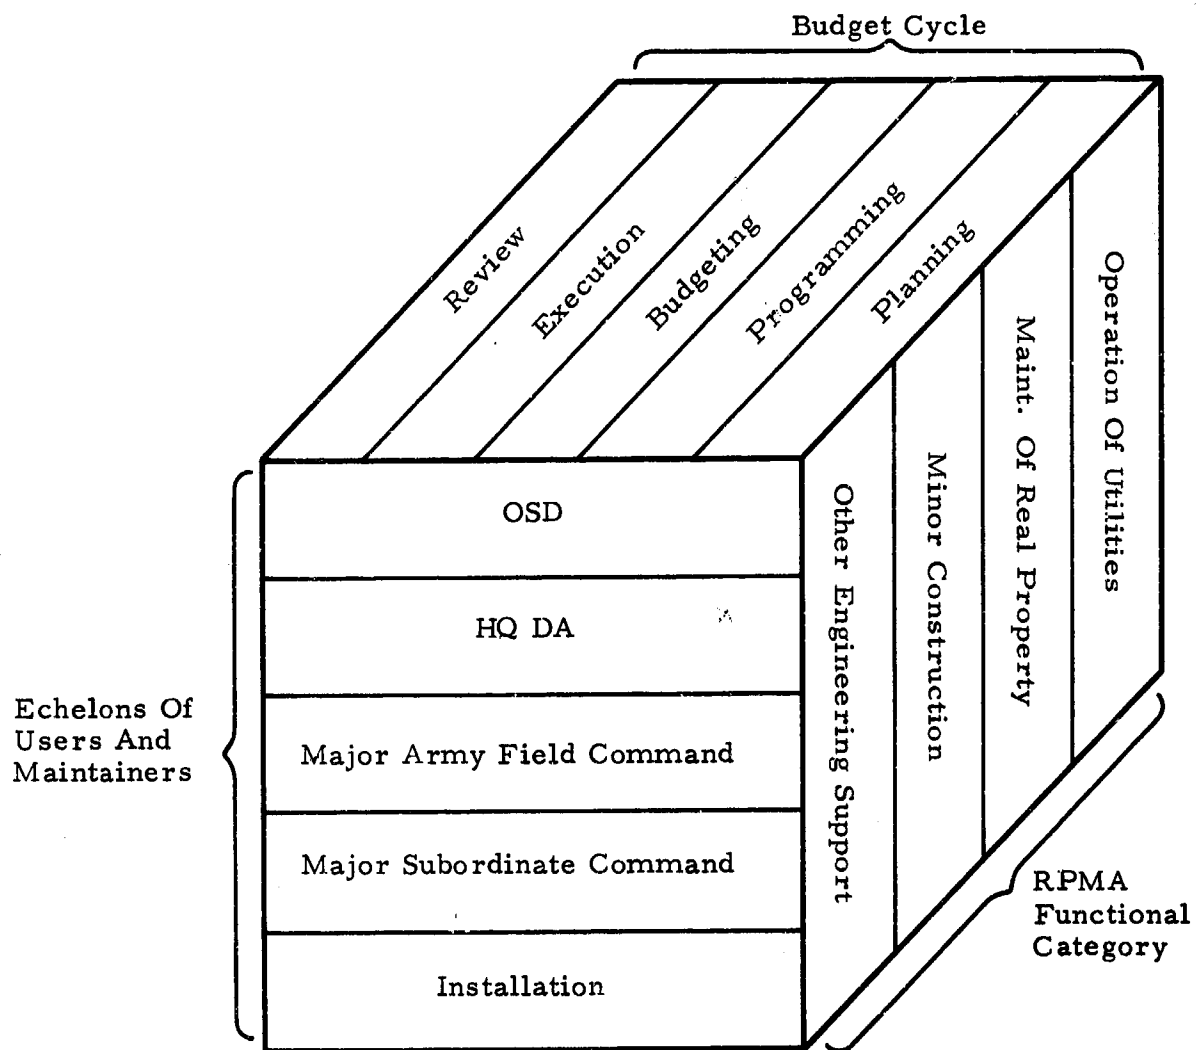 Budget Cycle
Review
Execution
Budgeting
Programming
Planning
OSD
HQ DA
Major Army Field Command
Major Subordinate Command
Installation
Echelons Of
Users And
Maintainers
Other Engineering Support
Minor Construction
Maint. Of Real Property
Operation Of Utilities
RPMA
Functional
Category